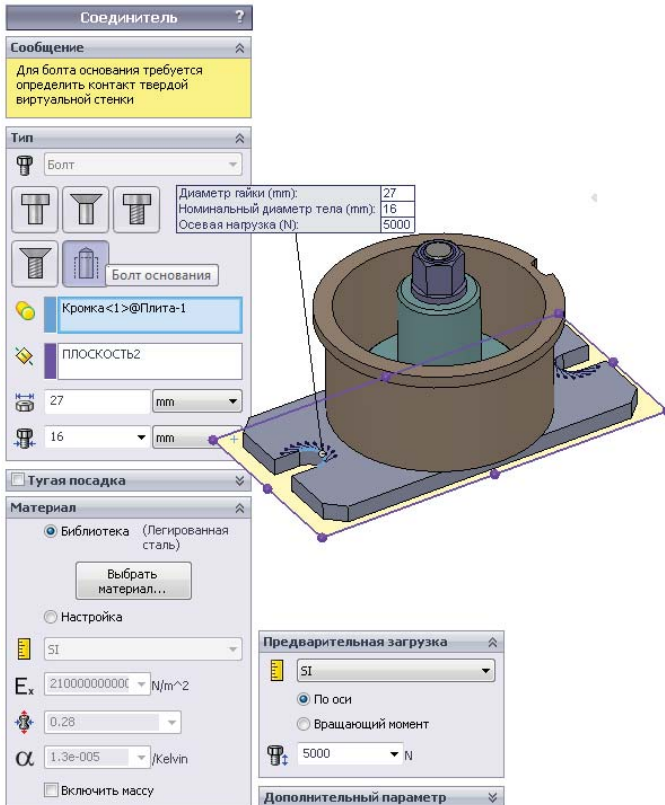 Соединитель ?
Сообщение
Для болта основания требуется
определить контакт твердой
виртуальной стенки
Тип
Болт
Болт основания
Кромка<1>@Плита-1
ПЛОСКОСТЬ2
27 mm
16 mm
Тугая посадка
Материал
Библиотека (Легированная
сталь)
Выбрать
материал...
Настройка
SI
Ex 210000000000 N/m^2
0.28
α 1.3e-005 /Kelvin
Включить массу
Диаметр гайки (mm): 27
Номинальный диаметр тела (mm): 16
Осевая нагрузка (N): 5000
Предварительная загрузка
SI
По оси
Вращающий момент
5000 N
Дополнительный параметр